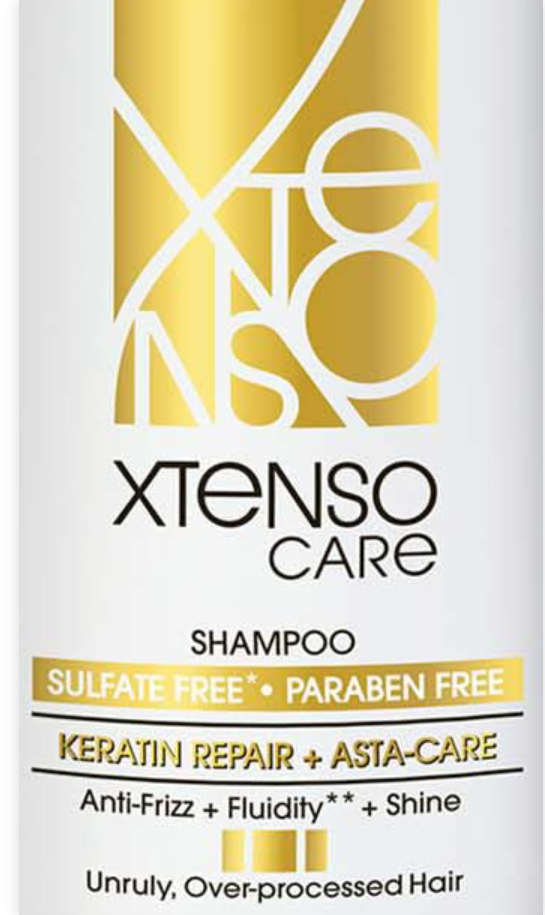 XTeNSO
XTeNSO
CARe
SHAMPOO
SULFATE FREE*• PARABEN FREE
KERATIN REPAIR + ASTA-CARE
Anti-Frizz + Fluidity** + Shine
Unruly, Over-processed Hair